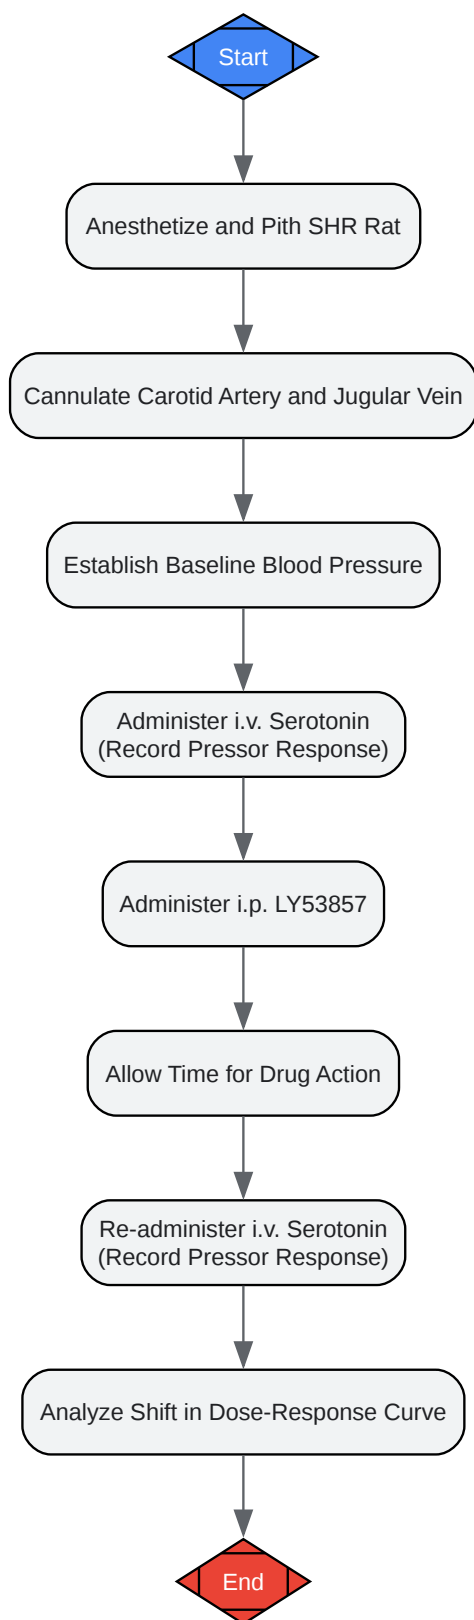 Start
Anesthetize and Pith SHR Rat
Cannulate Carotid Artery and Jugular Vein
Establish Baseline Blood Pressure
Administer i.v. Serotonin
(Record Pressor Response)
Administer i.p. LY53857
Allow Time for Drug Action
Re-administer i.v. Serotonin
(Record Pressor Response)
Analyze Shift in Dose-Response Curve
End